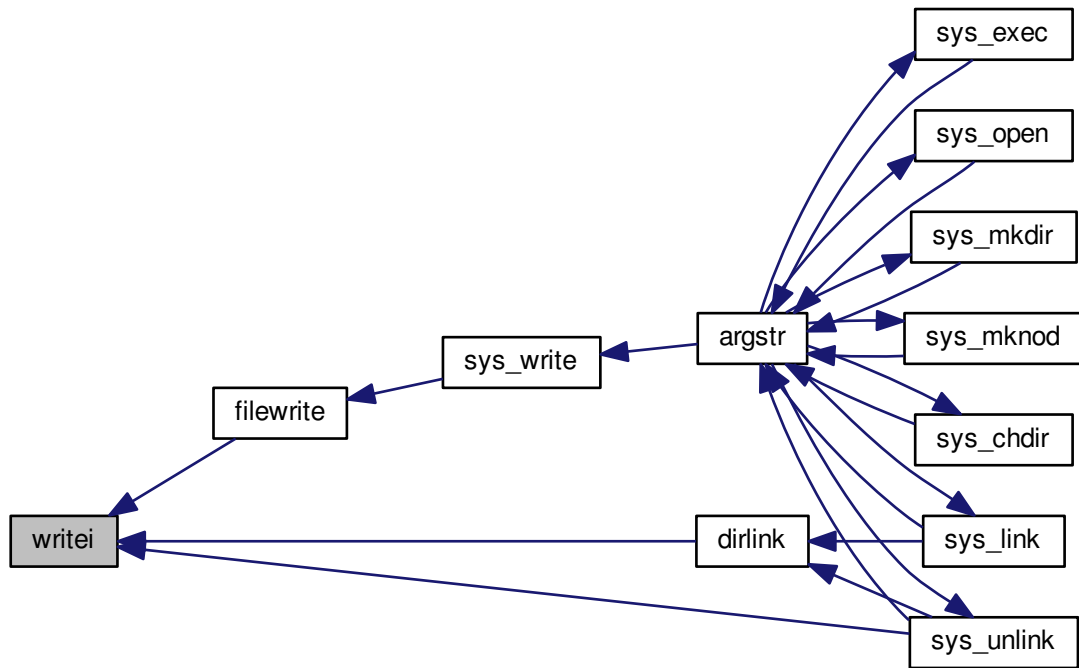 sys_exec
sys_open
sys_mkdir
argstr
sys_mknod
sys_write
filewrite
sys_chdir
writei
dirlink
sys_link
sys_unlink